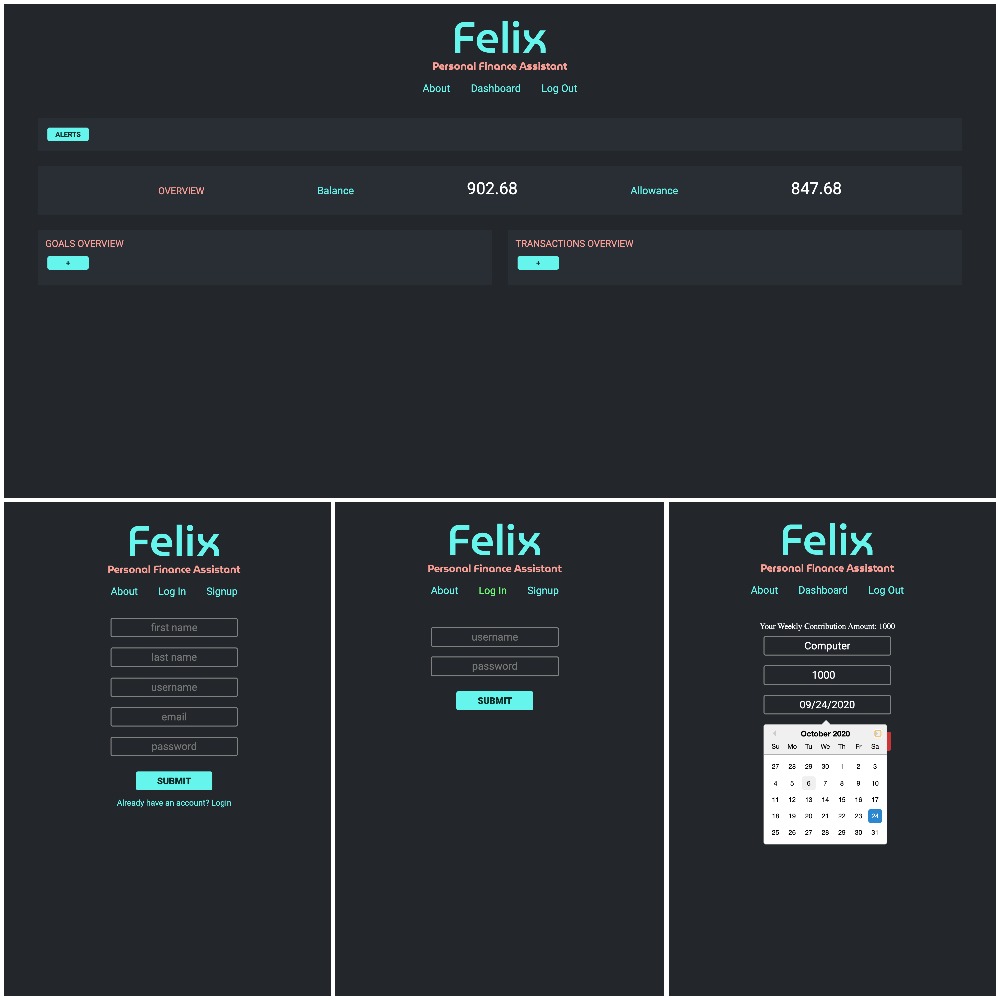 Felix
Personal Finance Assistant
About Dashboard Log Out
ALERTS
OVERVIEW Balance 902.68 Allowance 847.68
GOALS OVERVIEW
+
TRANSACTIONS OVERVIEW
+
Felix
Personal Finance Assistant
About Log In Signup
first name
last name
username
email
password
SUBMIT
Already have an account? Login
Felix
Personal Finance Assistant
About Log In Signup
username
password
SUBMIT
Felix
Personal Finance Assistant
About Dashboard Log Out
Your Weekly Contribution Amount: 1000
Computer
1000
09/24/2020
October 2020
Su Mo Tu We Th Fr Sa
27 28 29 30 1 2 3
4 5 6 7 8 9 10
11 12 13 14 15 16 17
18 19 20 21 22 23 24
25 26 27 28 29 30 31